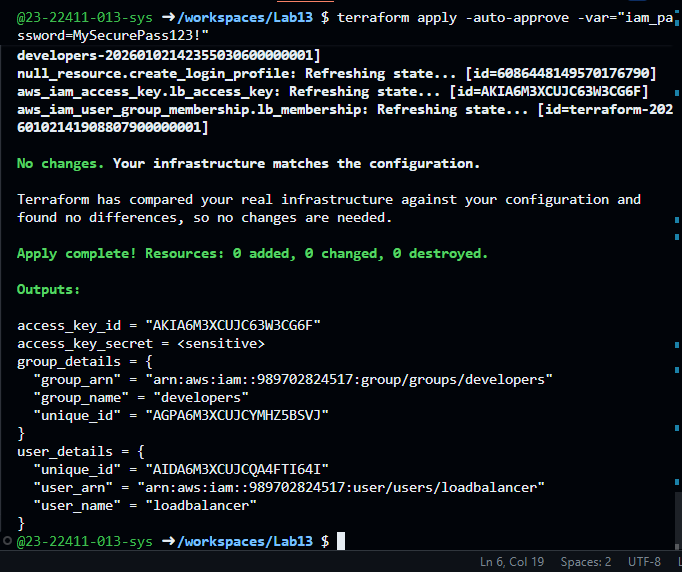 @23-22411-013-sys ➜/workspaces/Lab13 $ terraform apply -auto-approve -var="iam_pa
ssword=MySecurePass123!"
developers-20260102142355030600000001]
null_resource.create_login_profile: Refreshing state... [id=6086448149570176790]
aws_iam_access_key.lb_access_key: Refreshing state... [id=AKIA6M3XCUJC63W3CG6F]
aws_iam_user_group_membership.lb_membership: Refreshing state... [id=terraform-202
60102141908807900000001]
No changes. Your infrastructure matches the configuration.
Terraform has compared your real infrastructure against your configuration and
found no differences, so no changes are needed.
Apply complete! Resources: 0 added, 0 changed, 0 destroyed.
Outputs:
access_key_id = "AKIA6M3XCUJC63W3CG6F"
access_key_secret = <sensitive>
group_details = {
  "group_arn" = "arn:aws:iam::989702824517:group/groups/developers"
  "group_name" = "developers"
  "unique_id" = "AGPA6M3XCUJCYMHZ5BSVJ"
}
user_details = {
  "unique_id" = "AIDA6M3XCUJCQA4FTI64I"
  "user_arn" = "arn:aws:iam::989702824517:user/users/loadbalancer"
  "user_name" = "loadbalancer"
}
@23-22411-013-sys ➜/workspaces/Lab13 $
Ln 6, Col 19 Spaces: 2 UTF-8